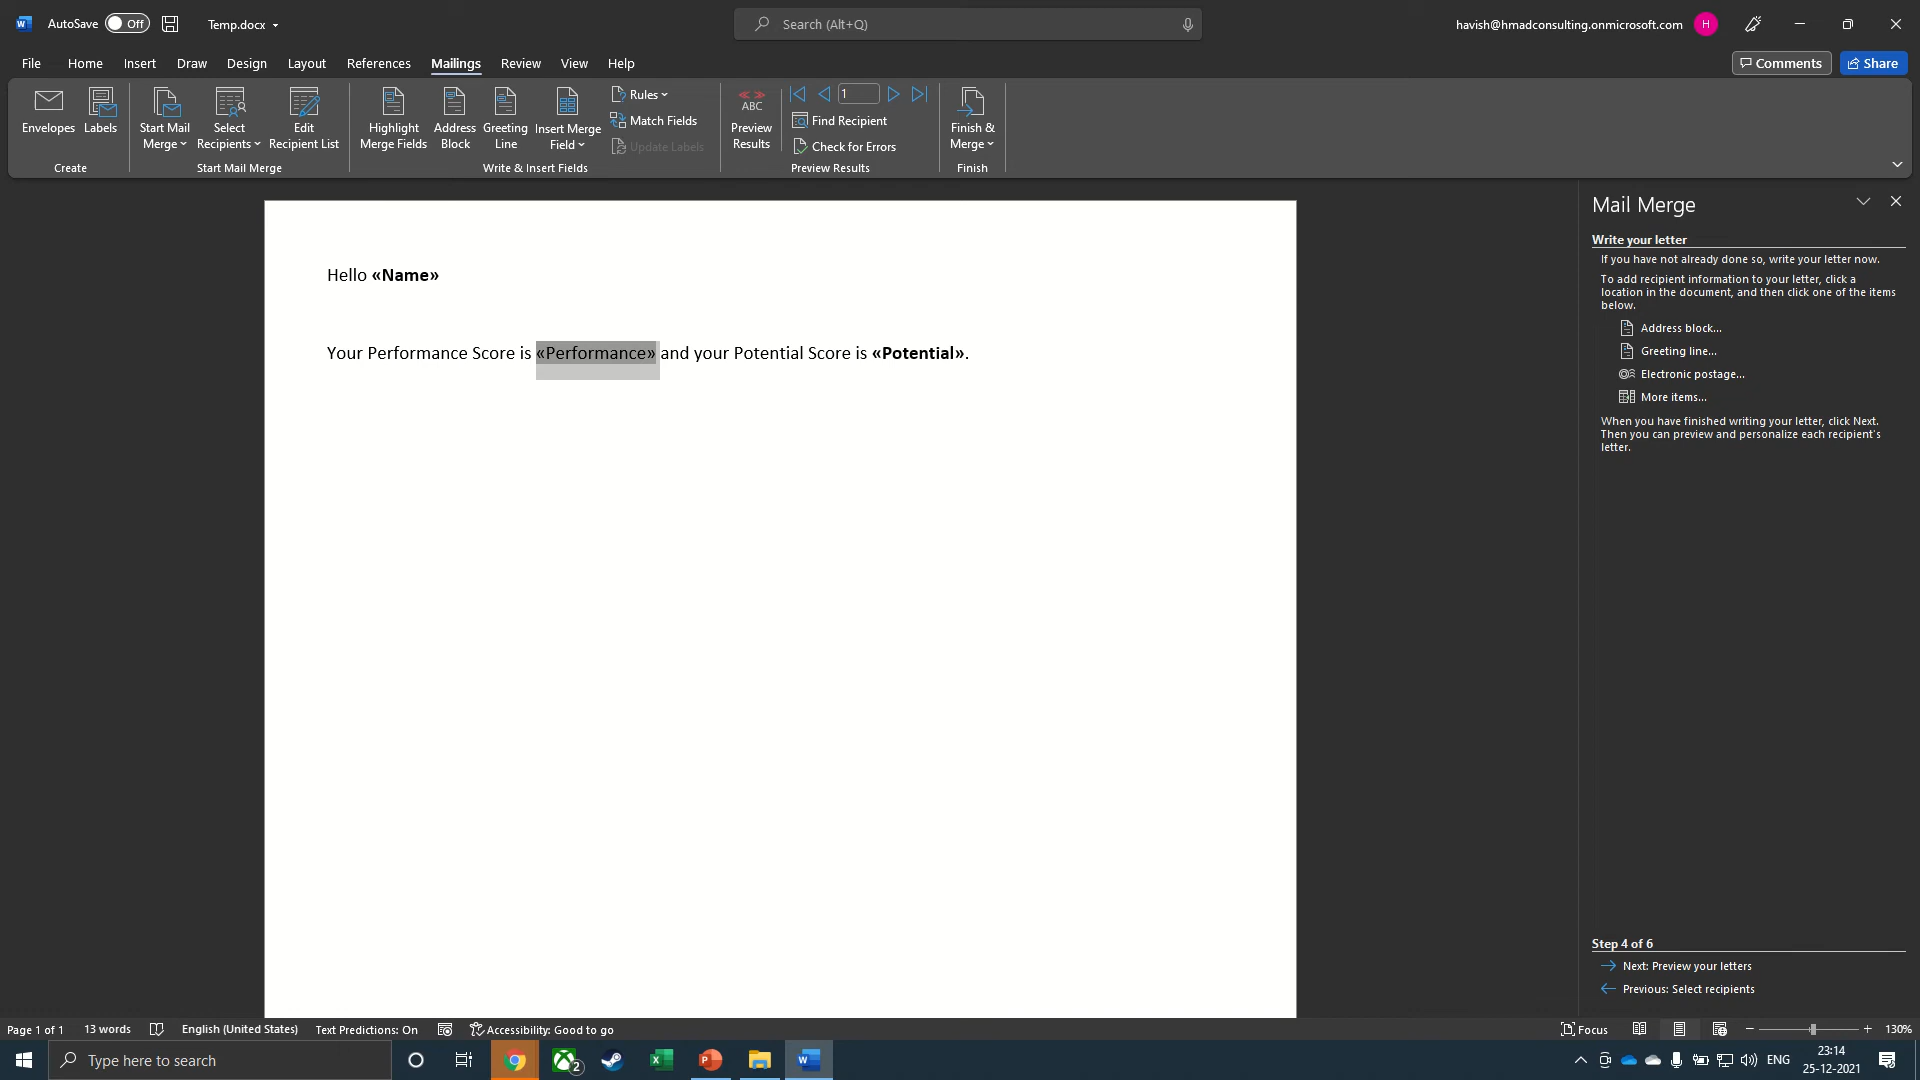 AutoSave Off Temp.docx Search (Alt+Q) havish@hmadconsulting.onmicrosoft.com H
File Home Insert Draw Design Layout References Mailings Review View Help Comments Share
Envelopes
Labels
Create
Start Mail
Merge
Select
Recipients
Edit
Recipient List
Start Mail Merge
Highlight
Merge Fields
Address
Block
Greeting
Line
Insert Merge
Field
Rules
Match Fields
Update Labels
Write & Insert Fields
ABC
Preview
Results
1
Find Recipient
Check for Errors
Preview Results
Finish &
Merge
Finish
Hello «Name»
Your Performance Score is «Performance» and your Potential Score is «Potential».
Mail Merge
Write your letter
If you have not already done so, write your letter now.
To add recipient information to your letter, click a
location in the document, and then click one of the items
below.
Address block...
Greeting line...
Electronic postage...
More items...
When you have finished writing your letter, click Next.
Then you can preview and personalize each recipient's
letter.
Step 4 of 6
Next: Preview your letters
Previous: Select recipients
Page 1 of 1 13 words English (United States) Text Predictions: On Accessibility: Good to go Focus 130%
Type here to search 2 ENG 23:14
25-12-2021